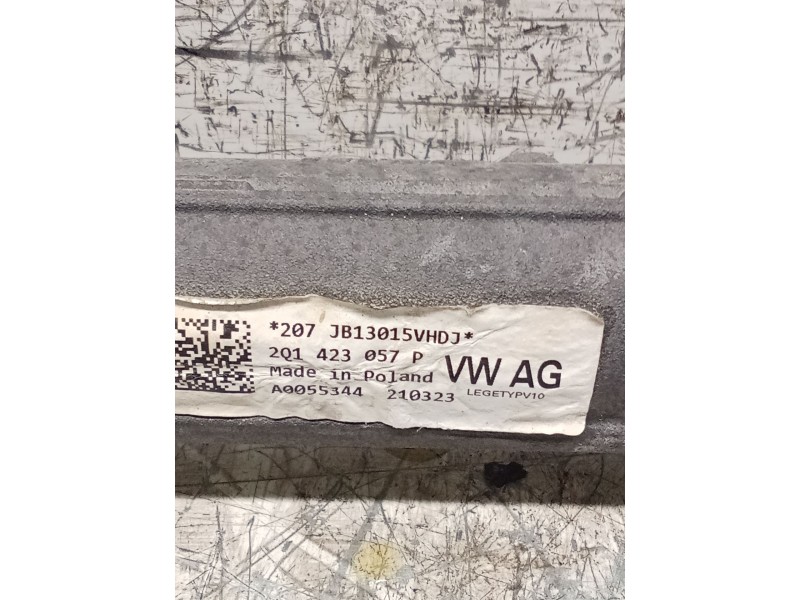 *207 JB13015VHDJ*
2Q1 423 057 P
Made in Poland
A0055344 210323
VW AG
LEGETYPV10